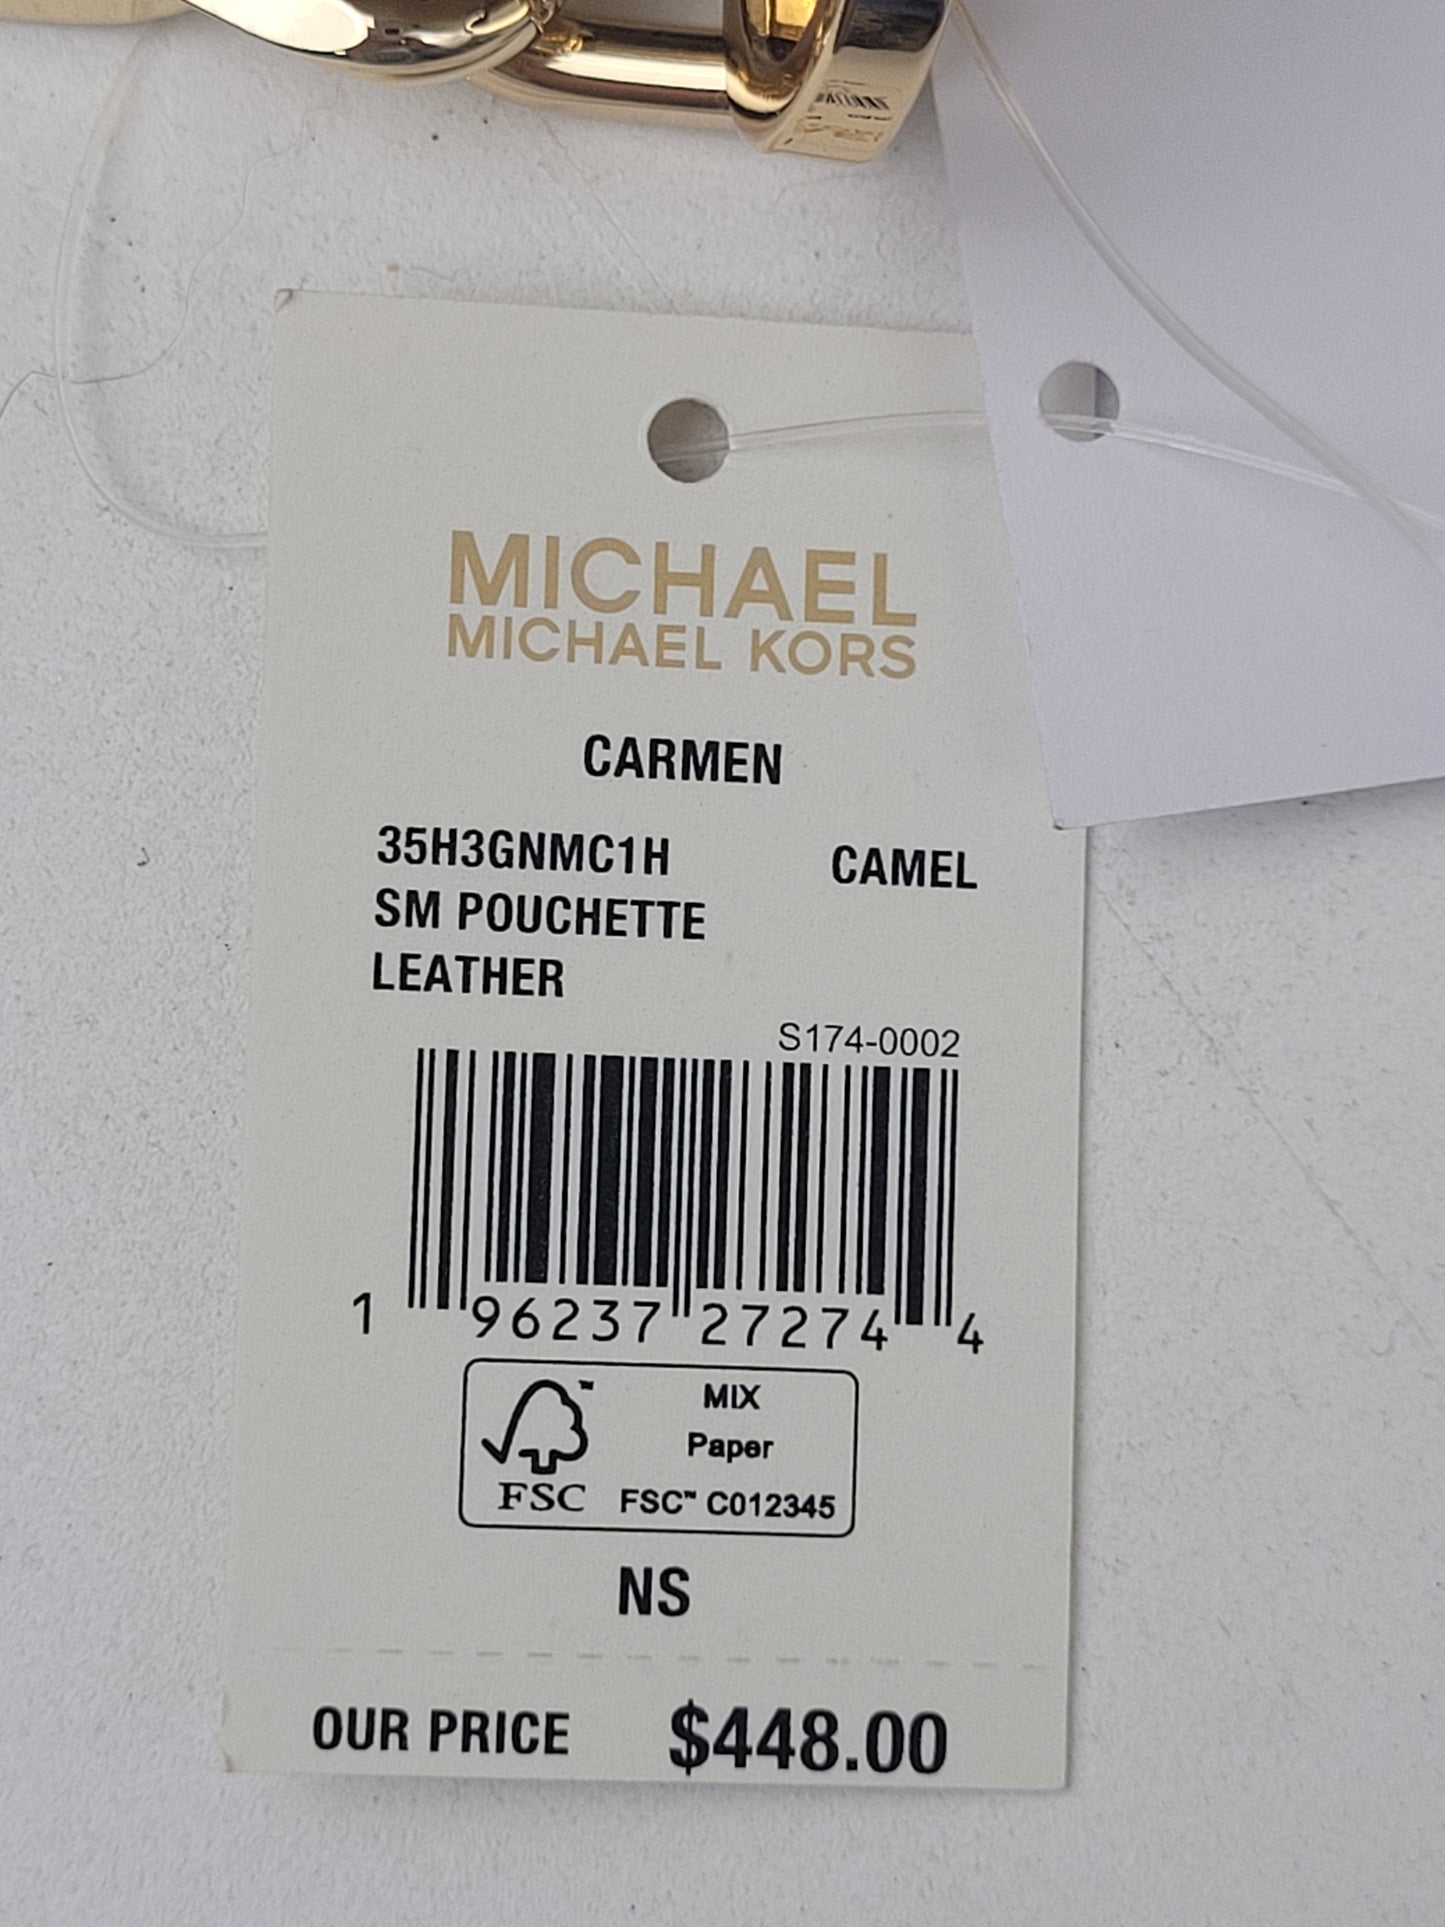 MICHAEL
MICHAEL KORS
CARMEN
35H3GNMC1H CAMEL
SM POUCHETTE
LEATHER
S174-0002
1 96237 27274 4
FSC™
MIX
Paper
FSC™ C012345
NS
OUR PRICE $448.00